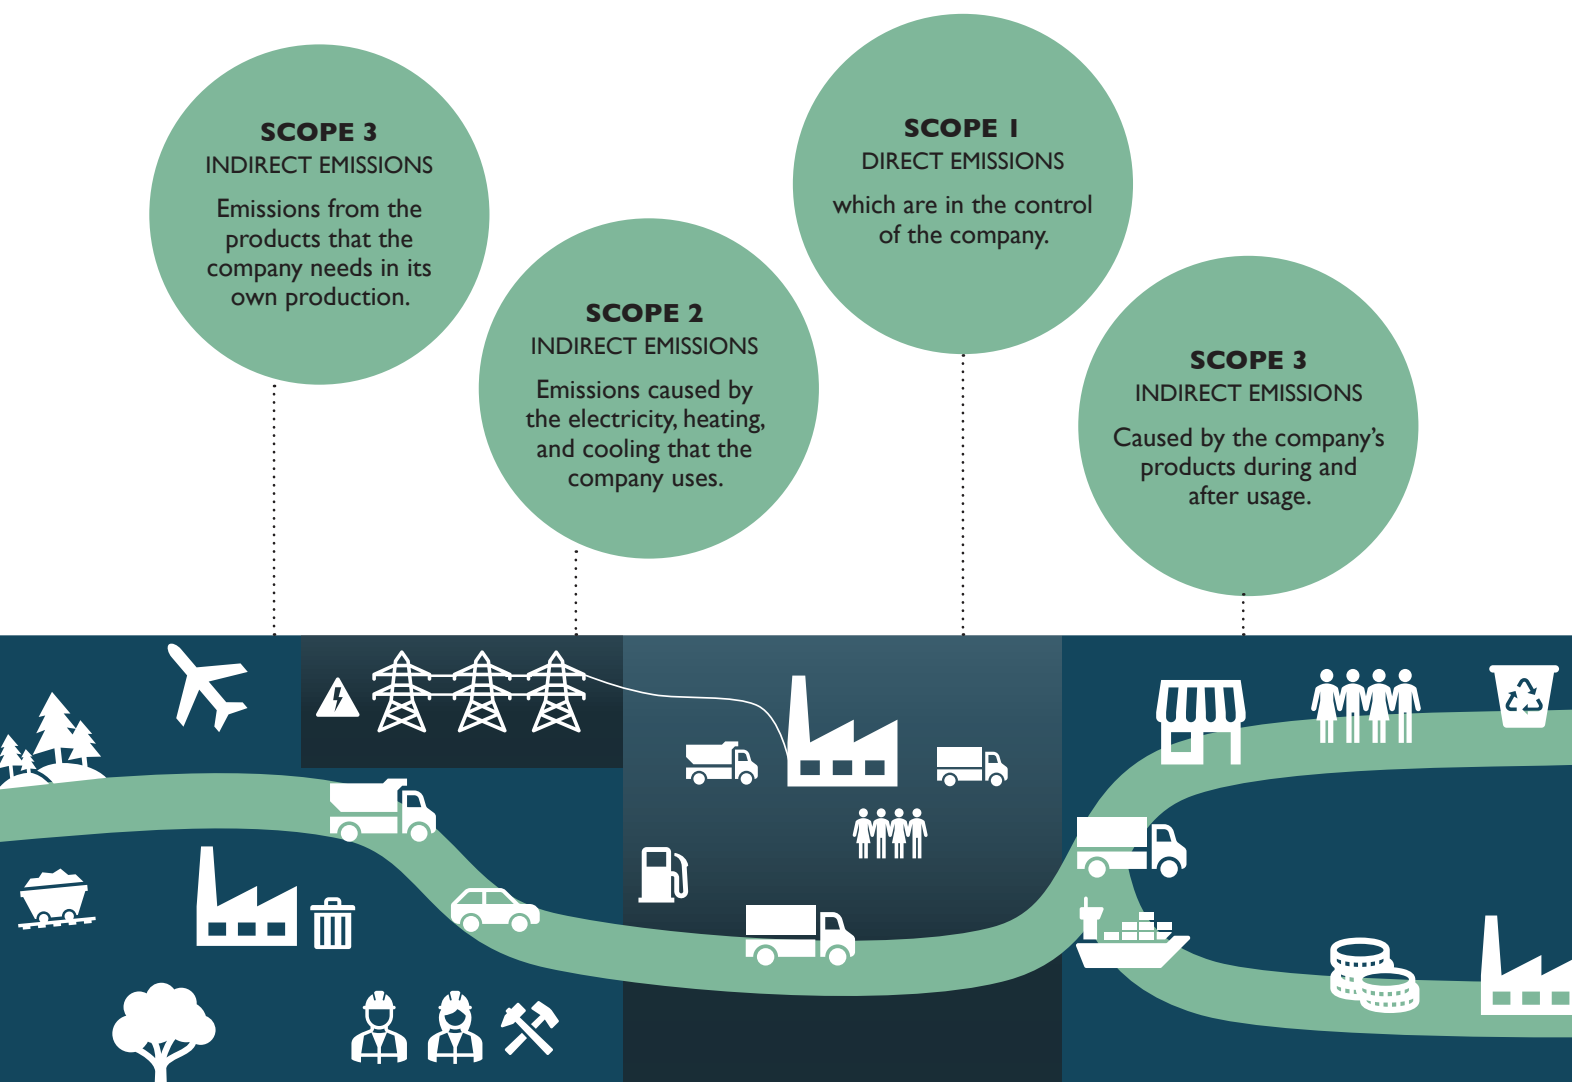 SCOPE 3
INDIRECT EMISSIONS
Emissions from the
products that the
company needs in its
own production.
SCOPE 2
INDIRECT EMISSIONS
Emissions caused by
the electricity, heating,
and cooling that the
company uses.
SCOPE 1
DIRECT EMISSIONS
which are in the control
of the company.
SCOPE 3
INDIRECT EMISSIONS
Caused by the company’s
products during and
after usage.